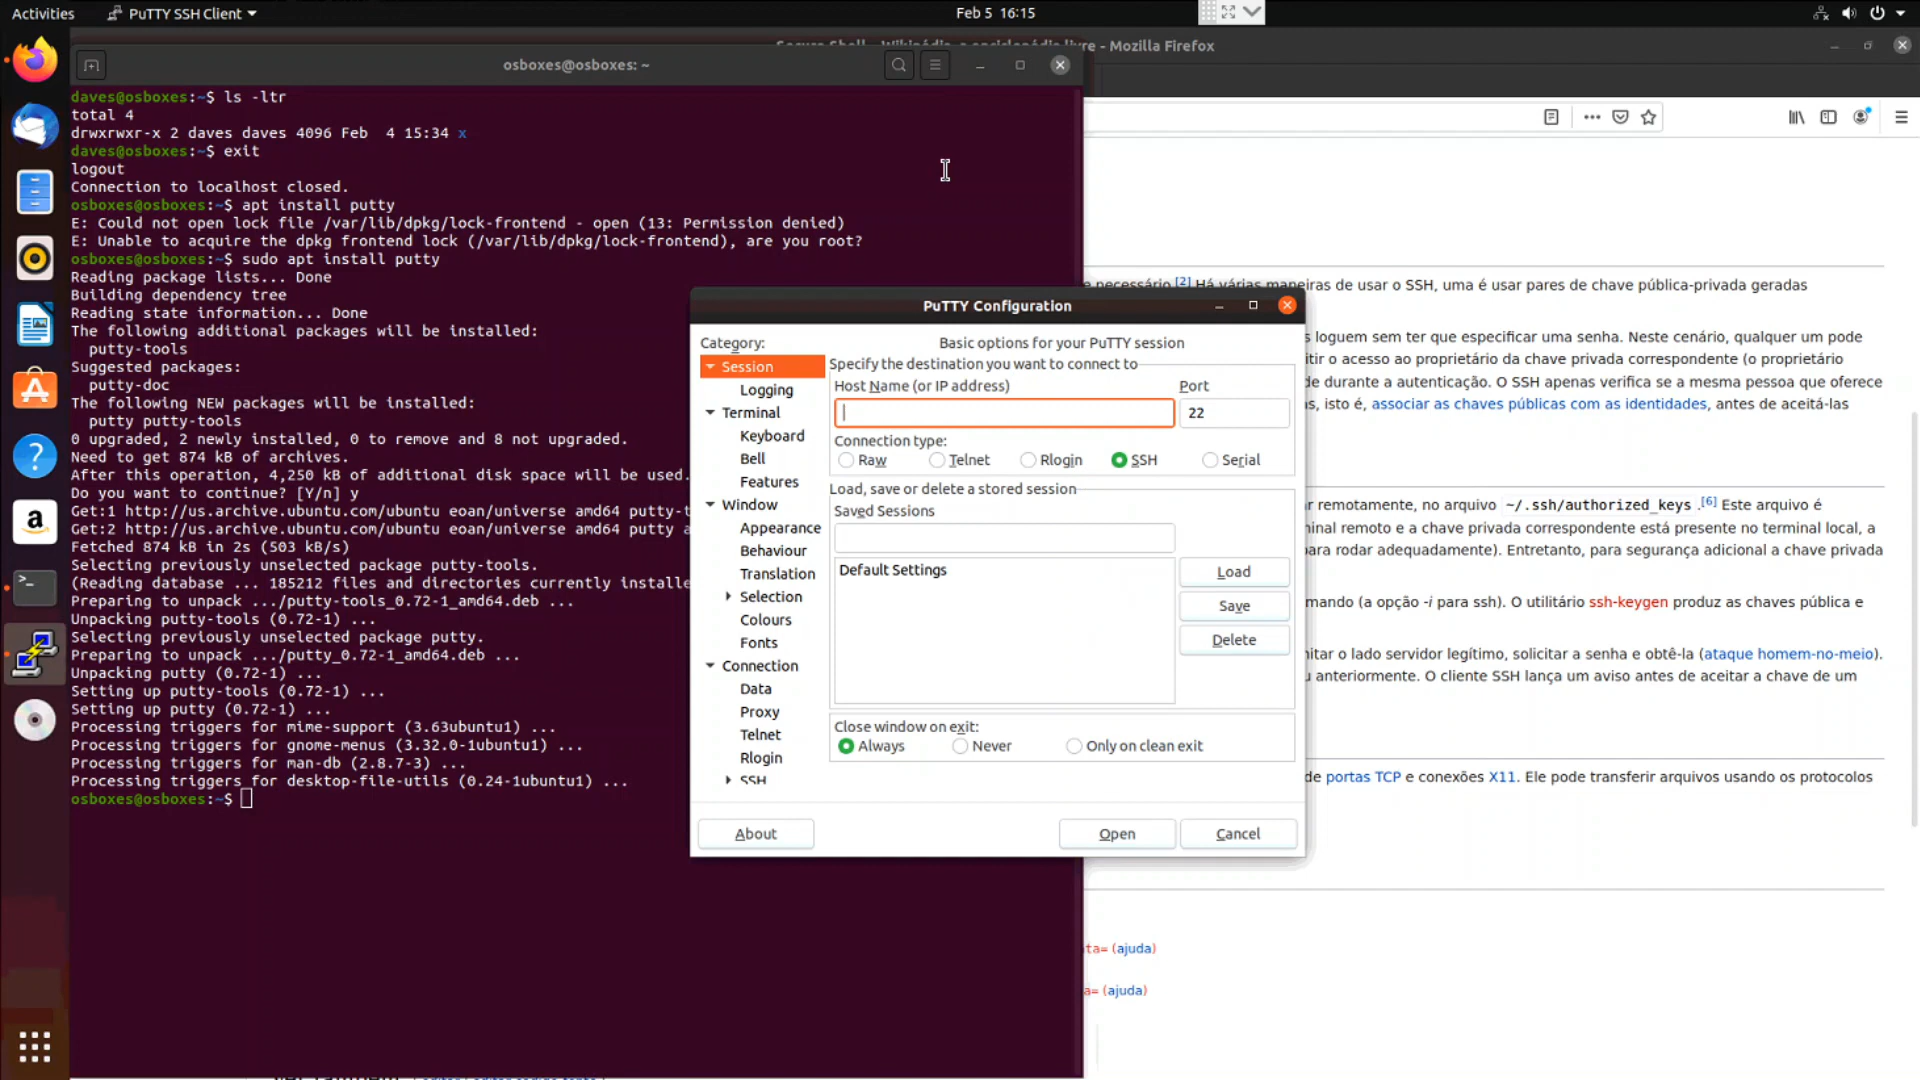 Activities
PuTTY SSH Client
Feb 5 16:15
- Mozilla Firefox
osboxes@osboxes: ~
daves@osboxes:~$ ls -ltr
total 4
drwxrwxr-x 2 daves daves 4096 Feb  4 15:34 x
daves@osboxes:~$ exit
logout
Connection to localhost closed.
osboxes@osboxes:~$ apt install putty
E: Could not open lock file /var/lib/dpkg/lock-frontend - open (13: Permission denied)
E: Unable to acquire the dpkg frontend lock (/var/lib/dpkg/lock-frontend), are you root?
osboxes@osboxes:~$ sudo apt install putty
Reading package lists... Done
Building dependency tree
Reading state information... Done
The following additional packages will be installed:
putty-tools
Suggested packages:
putty-doc
The following NEW packages will be installed:
putty putty-tools
0 upgraded, 2 newly installed, 0 to remove and 8 not upgraded.
Need to get 874 kB of archives.
After this operation, 4,250 kB of additional disk space will be used.
Do you want to continue? [Y/n] y
Get:1 http://us.archive.ubuntu.com/ubuntu eoan/universe amd64 putty-t
Get:2 http://us.archive.ubuntu.com/ubuntu eoan/universe amd64 putty a
Fetched 874 kB in 2s (503 kB/s)
Selecting previously unselected package putty-tools.
(Reading database ... 185212 files and directories currently installe
Preparing to unpack .../putty-tools_0.72-1_amd64.deb ...
Unpacking putty-tools (0.72-1) ...
Selecting previously unselected package putty.
Preparing to unpack .../putty_0.72-1_amd64.deb ...
Unpacking putty (0.72-1) ...
Setting up putty-tools (0.72-1) ...
Setting up putty (0.72-1) ...
Processing triggers for mime-support (3.63ubuntu1) ...
Processing triggers for gnome-menus (3.32.0-1ubuntu1) ...
Processing triggers for man-db (2.8.7-3) ...
Processing triggers for desktop-file-utils (0.24-1ubuntu1) ...
osboxes@osboxes:~$
PuTTY Configuration
Category:
Session
Logging
Terminal
Keyboard
Bell
Features
Window
Appearance
Behaviour
Translation
Selection
Colours
Fonts
Connection
Data
Proxy
Telnet
Rlogin
SSH
Basic options for your PuTTY session
Specify the destination you want to connect to
Host Name (or IP address)
Port
22
Connection type:
Raw
Telnet
Rlogin
SSH
Serial
Load, save or delete a stored session
Saved Sessions
Default Settings
Load
Save
Delete
Close window on exit:
Always
Never
Only on clean exit
About
Open
Cancel
necessário.[2] Há várias maneiras de usar o SSH, uma é usar pares de chave pública-privada geradas
s loguem sem ter que especificar uma senha. Neste cenário, qualquer um pode
itir o acesso ao proprietário da chave privada correspondente (o proprietário
de durante a autenticação. O SSH apenas verifica se a mesma pessoa que oferece
s, isto é, associar as chaves públicas com as identidades, antes de aceitá-las
r remotamente, no arquivo ~/.ssh/authorized_keys .[6] Este arquivo é
minal remoto e a chave privada correspondente está presente no terminal local, a
para rodar adequadamente). Entretanto, para segurança adicional a chave privada
mando (a opção -i para ssh). O utilitário ssh-keygen produz as chaves pública e
mitar o lado servidor legítimo, solicitar a senha e obtê-la (ataque homem-no-meio).
u anteriormente. O cliente SSH lança um aviso antes de aceitar a chave de um
de portas TCP e conexões X11. Ele pode transferir arquivos usando os protocolos
ta= (ajuda)
a= (ajuda)